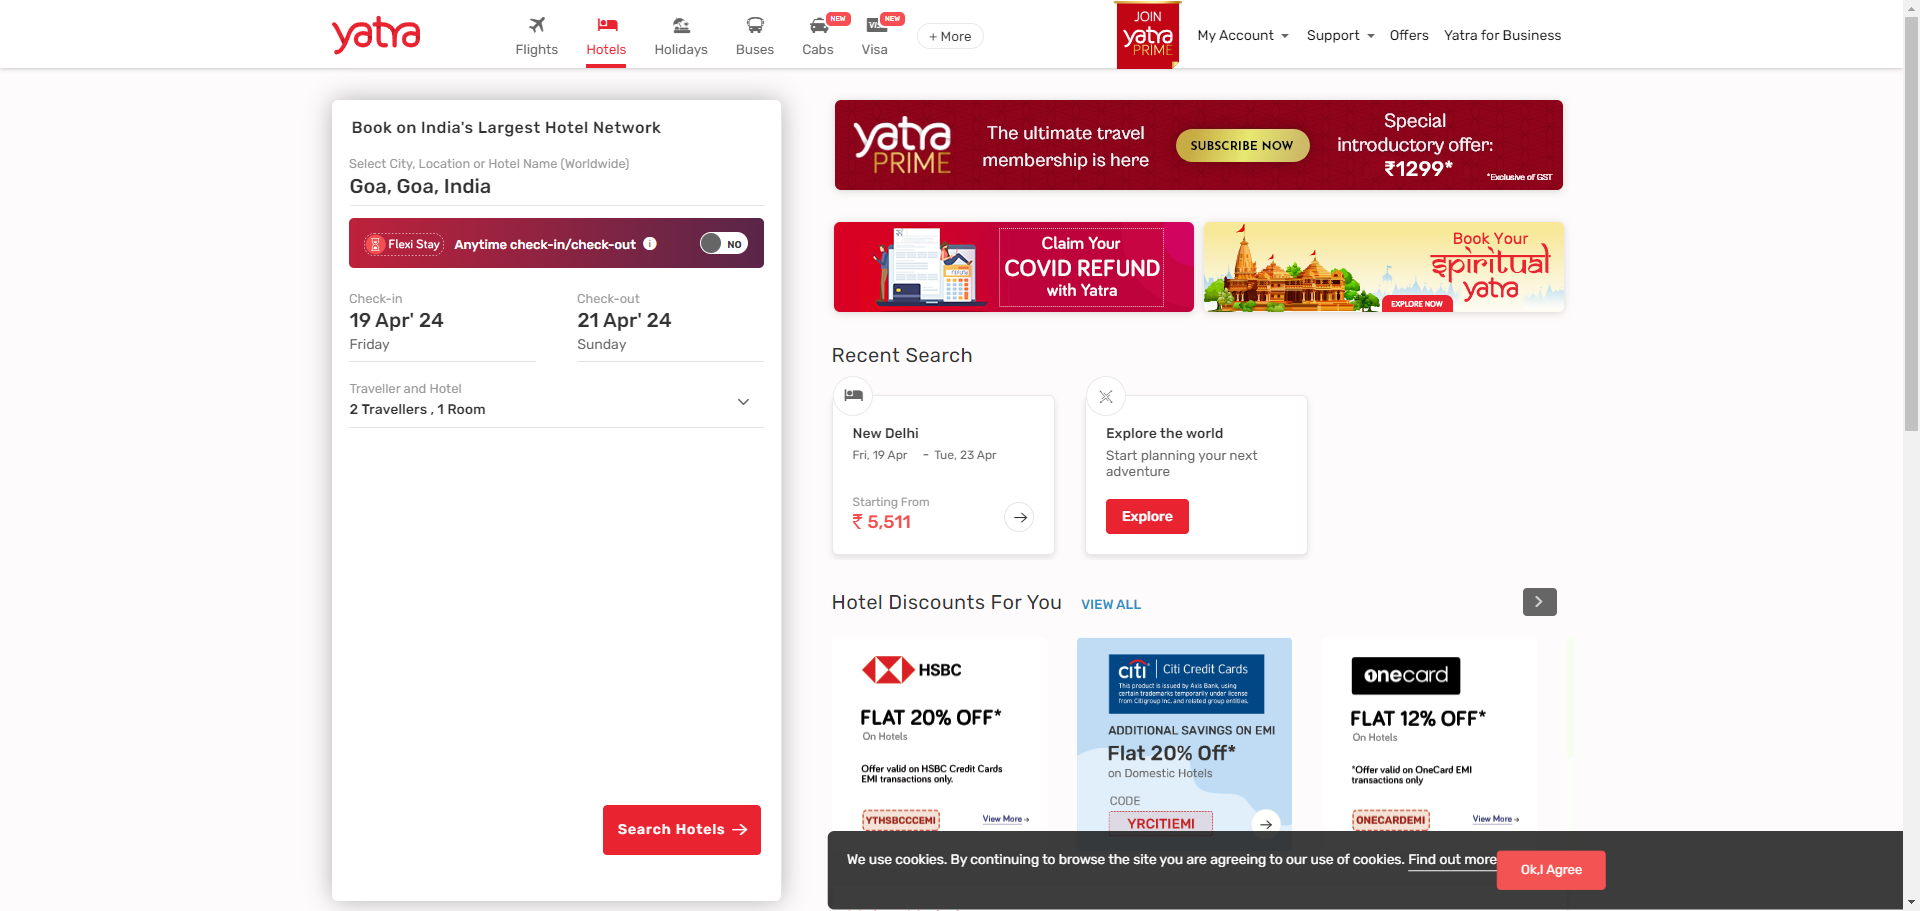 yatra
Flights
Hotels
Holidays
Buses
Cabs
NEW
Visa
NEW
VISA
+ More
JOIN
yatra
PRIME
My Account
Support
Offers
Yatra for Business
Book on India's Largest Hotel Network
Select City, Location or Hotel Name (Worldwide)
Goa, Goa, India
Flexi Stay
Anytime check-in/check-out
i
NO
Check-in
19 Apr' 24
Friday
Check-out
21 Apr' 24
Sunday
Traveller and Hotel
2 Travellers , 1 Room
Search Hotels
yatra
PRIME
The ultimate travel
membership is here
SUBSCRIBE NOW
Special
introductory offer:
₹1299*
*Exclusive of GST
Claim Your
COVID REFUND
with Yatra
Book Your
spiritual
yatra
EXPLORE NOW
Recent Search
New Delhi
Fri, 19 Apr - Tue, 23 Apr
Starting From
₹ 5,511
Explore the world
Start planning your next
adventure
Explore
Hotel Discounts For You
VIEW ALL
HSBC
FLAT 20% OFF*
On Hotels
Offer valid on HSBC Credit Cards
EMI transactions only.
YTHSBCCCEMI
View More
citi
Citi Credit Cards
This product is issued by Axis Bank, using
certain trademarks temporarily under license
from Citigroup Inc. and related group entities.
ADDITIONAL SAVINGS ON EMI
Flat 20% Off*
on Domestic Hotels
CODE
YRCITIEMI
onecard
FLAT 12% OFF*
On Hotels
*Offer valid on OneCard EMI
transactions only
ONECARDEMI
View More
We use cookies. By continuing to browse the site you are agreeing to our use of cookies. Find out more
Ok,I Agree